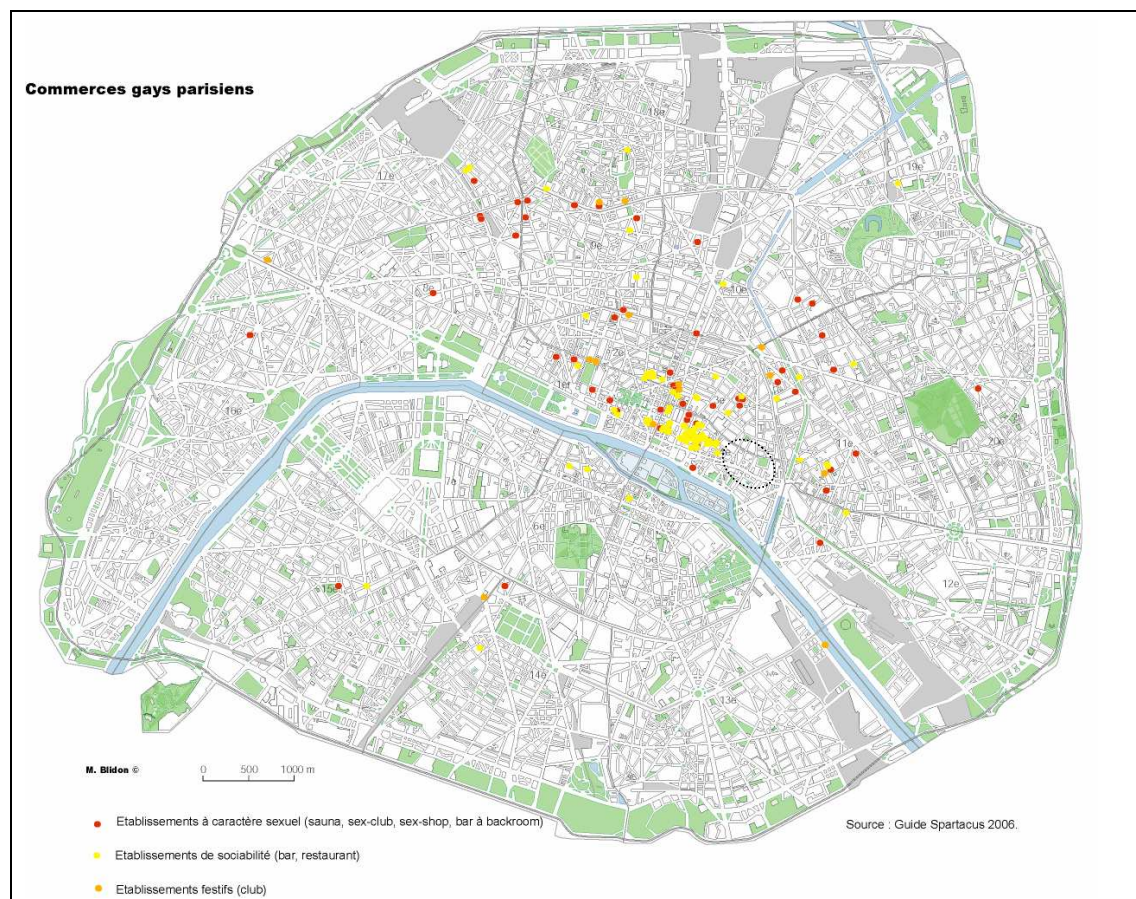 Commerces gays parisiens
18e
17e
19e
9e
10e
8e
2e
1er
3e
16e
11e
20e
7e
6e
5e
15e
12e
14e
13e
M. Blidon ©
0 500 1000 m
Etablissements à caractère sexuel (sauna, sex-club, sex-shop, bar à backroom)
Source : Guide Spartacus 2006.
Etablissements de sociabilité (bar, restaurant)
Etablissements festifs (club)